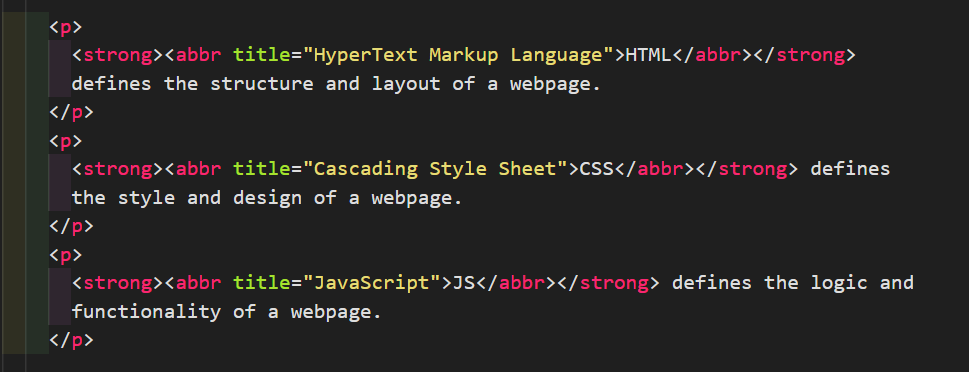 <p>
<strong><abbr title="HyperText Markup Language">HTML</abbr></strong>
defines the structure and layout of a webpage.
</p>
<p>
<strong><abbr title="Cascading Style Sheet">CSS</abbr></strong> defines
the style and design of a webpage.
</p>
<p>
<strong><abbr title="JavaScript">JS</abbr></strong> defines the logic and
functionality of a webpage.
</p>